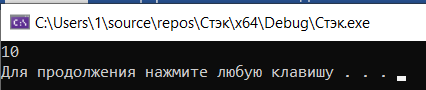 C:\Users\1\source\repos\Стэк\x64\Debug\Стэк.exe
10
Для продолжения нажмите любую клавишу . . .